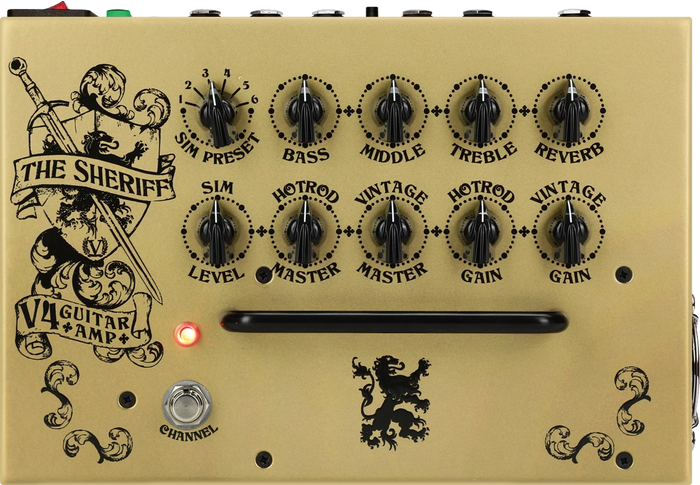 3 4
2 5
1 6
SIM PRESET
BASS
MIDDLE
TREBLE
REVERB
THE SHERIFF
V
SIM LEVEL
HOTROD MASTER
VINTAGE MASTER
HOTROD GAIN
VINTAGE GAIN
V4 GUITAR
AMP
CHANNEL